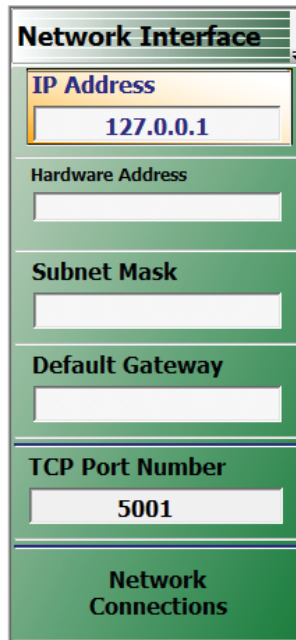 Network Interface
IP Address
127.0.0.1
Hardware Address
Subnet Mask
Default Gateway
TCP Port Number
5001
Network
Connections